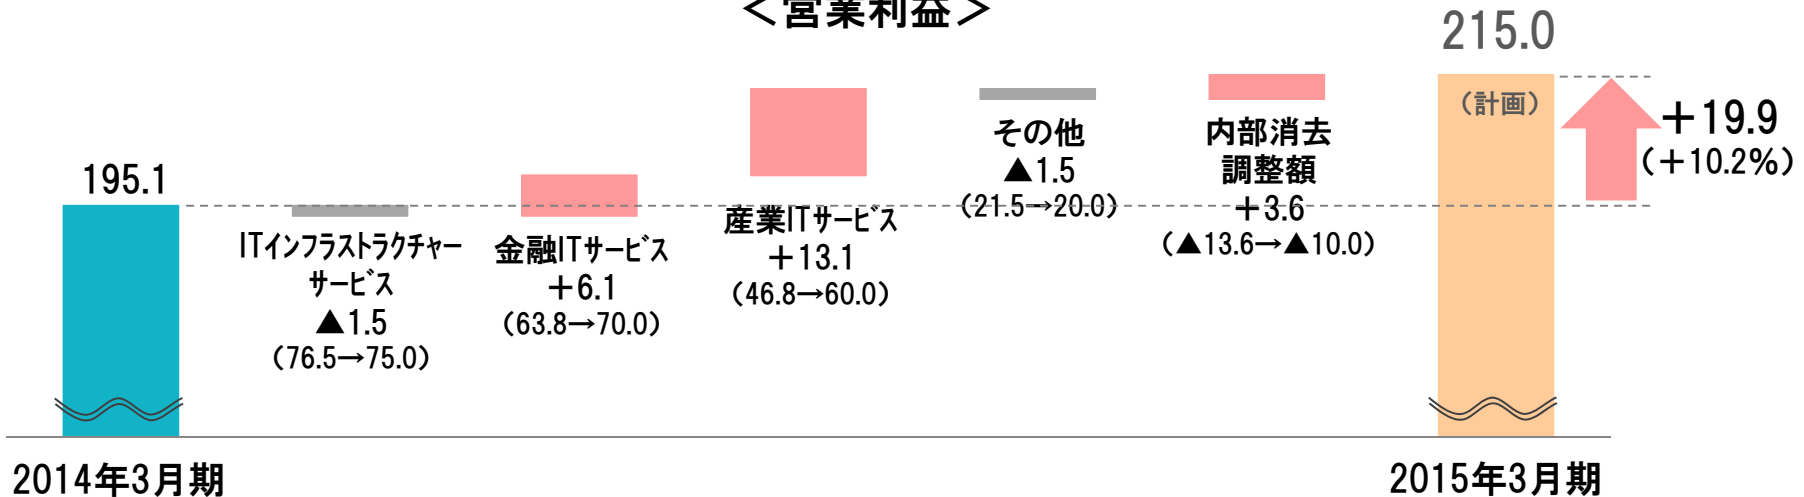 ＜営業利益＞
215.0
（計画）
＋19.9
（＋10.2%）
195.1
ITインフラストラクチャー
サービス
▲1.5
（76.5→75.0）
金融ITサービス
＋6.1
（63.8→70.0）
産業ITサービス
＋13.1
（46.8→60.0）
その他
▲1.5
（21.5→20.0）
内部消去
調整額
＋3.6
（▲13.6→▲10.0）
2014年3月期
2015年3月期